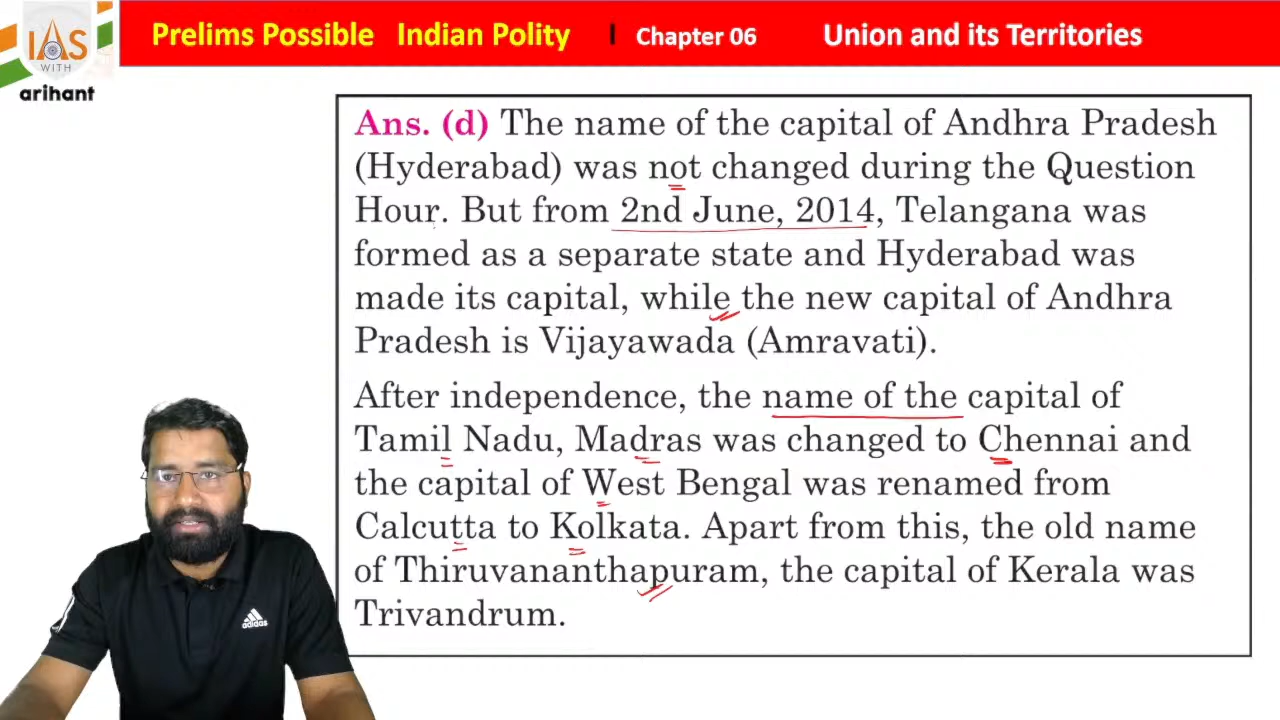 IAS
WITH
arihant
Prelims Possible Indian Polity | Chapter 06 Union and its Territories
Ans. (d) The name of the capital of Andhra Pradesh
(Hyderabad) was not changed during the Question
Hour. But from 2nd June, 2014, Telangana was
formed as a separate state and Hyderabad was
made its capital, while the new capital of Andhra
Pradesh is Vijayawada (Amravati).
After independence, the name of the capital of
Tamil Nadu, Madras was changed to Chennai and
the capital of West Bengal was renamed from
Calcutta to Kolkata. Apart from this, the old name
of Thiruvananthapuram, the capital of Kerala was
Trivandrum.
adidas